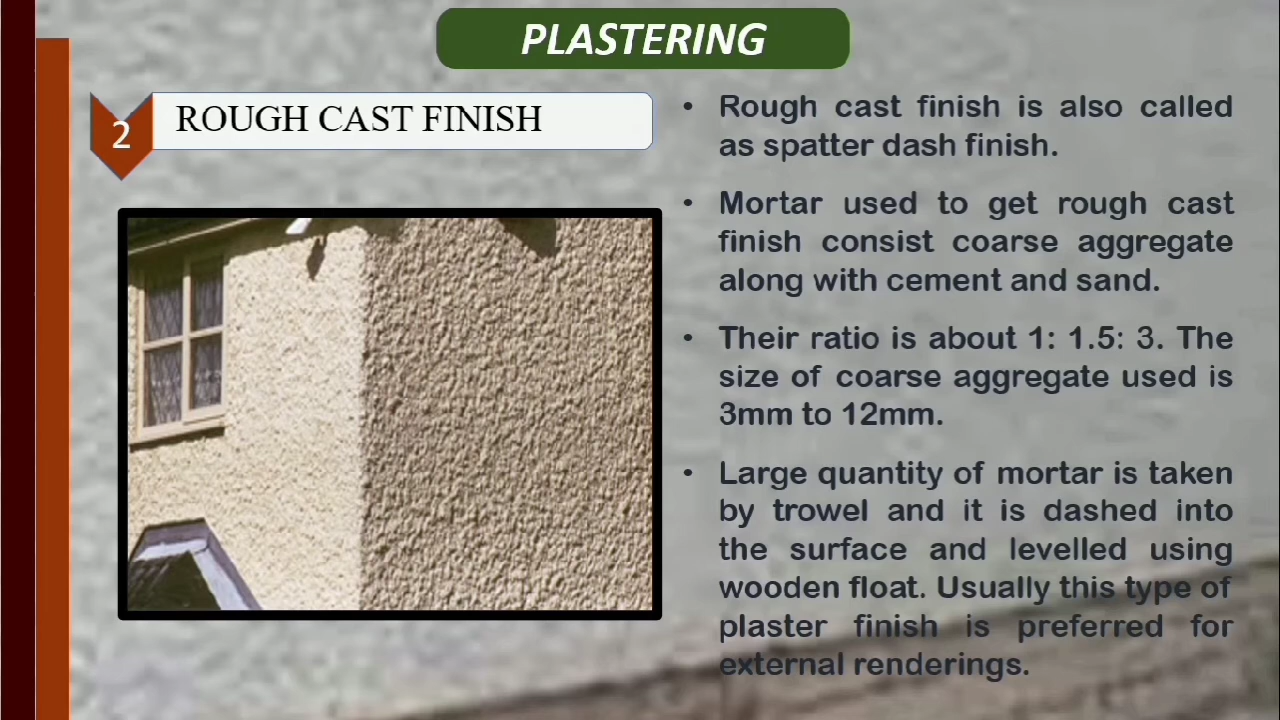 PLASTERING
2
ROUGH CAST FINISH
• Rough cast finish is also called
as spatter dash finish.
• Mortar used to get rough cast
finish consist coarse aggregate
along with cement and sand.
• Their ratio is about 1: 1.5: 3. The
size of coarse aggregate used is
3mm to 12mm.
• Large quantity of mortar is taken
by trowel and it is dashed into
the surface and levelled using
wooden float. Usually this type of
plaster finish is preferred for
external renderings.